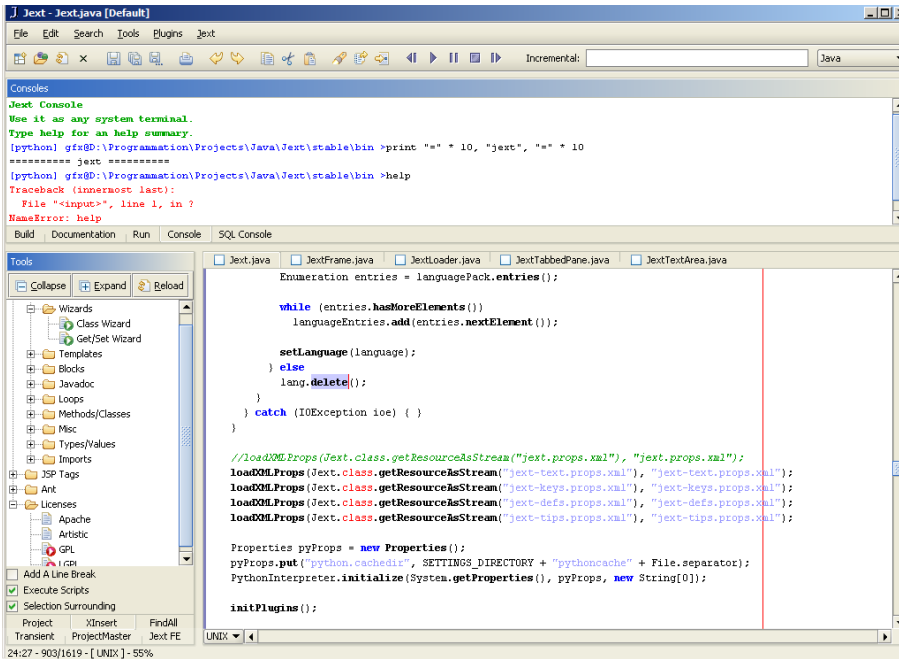 Jext - Jext.java [Default]
File Edit Search Tools Plugins Jext
Incremental: Java
Consoles
Jext Console
Use it as any system terminal.
Type help for an help summary.
[python] gfx@D:\Programmation\Projects\Java\Jext\stable\bin >print "=" * 10, "jext", "=" * 10
========== jext ==========
[python] gfx@D:\Programmation\Projects\Java\Jext\stable\bin >help
Traceback (innermost last):
File "<input>", line 1, in ?
NameError: help
Build Documentation Run Console SQL Console
Tools
Collapse Expand Reload
Wizards
Class Wizard
Get/Set Wizard
Templates
Blocks
Javadoc
Loops
Methods/Classes
Misc
Types/Values
Imports
JSP Tags
Ant
Licenses
Apache
Artistic
GPL
LGPL
Add A Line Break
Execute Scripts
Selection Surrounding
Project XInsert FindAll
Transient ProjectMaster Jext FE
Jext.java JextFrame.java JextLoader.java JextTabbedPane.java JextTextArea.java
Enumeration entries = languagePack.entries();
while (entries.hasMoreElements())
languageEntries.add(entries.nextElement());
setLanguage(language);
} else
lang.delete();
}
} catch (IOException ioe) { }
}
//loadXMLProps(Jext.class.getResourceAsStream("jext.props.xml"), "jext.props.xml");
loadXMLProps(Jext.class.getResourceAsStream("jext-text.props.xml"), "jext-text.props.xml");
loadXMLProps(Jext.class.getResourceAsStream("jext-keys.props.xml"), "jext-keys.props.xml");
loadXMLProps(Jext.class.getResourceAsStream("jext-defs.props.xml"), "jext-defs.props.xml");
loadXMLProps(Jext.class.getResourceAsStream("jext-tips.props.xml"), "jext-tips.props.xml");
Properties pyProps = new Properties();
pyProps.put("python.cachedir", SETTINGS_DIRECTORY + "pythoncache" + File.separator);
PythonInterpreter.initialize(System.getProperties(), pyProps, new String[0]);
initPlugins();
UNIX
24:27 - 903/1619 - [ UNIX ] - 55%